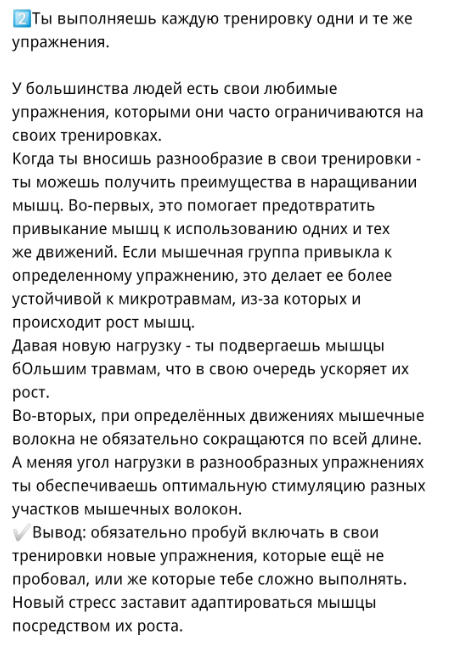 2️⃣Ты выполняешь каждую тренировку одни и те же
упражнения.
У большинства людей есть свои любимые
упражнения, которыми они часто ограничиваются на
своих тренировках.
Когда ты вносишь разнообразие в свои тренировки -
ты можешь получить преимущества в наращивании
мышц. Во-первых, это помогает предотвратить
привыкание мышц к использованию одних и тех
же движений. Если мышечная группа привыкла к
определенному упражнению, это делает ее более
устойчивой к микротравмам, из-за которых и
происходит рост мышц.
Давая новую нагрузку - ты подвергаешь мышцы
бОльшим травмам, что в свою очередь ускоряет их
рост.
Во-вторых, при определённых движениях мышечные
волокна не обязательно сокращаются по всей длине.
А меняя угол нагрузки в разнообразных упражнениях
ты обеспечиваешь оптимальную стимуляцию разных
участков мышечных волокон.
✔Вывод: обязательно пробуй включать в свои
тренировки новые упражнения, которые ещё не
пробовал, или же которые тебе сложно выполнять.
Новый стресс заставит адаптироваться мышцы
посредством их роста.